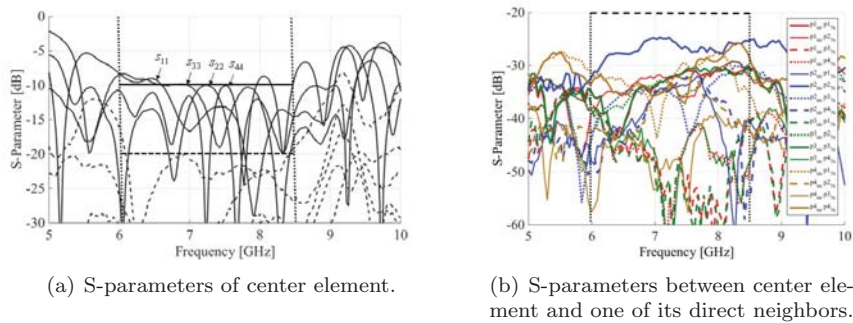 0
-5
-10
-15
-20
-25
-30
S-Parameter [dB]
s11 s33 s22 s44
5 6 7 8 9 10
Frequency [GHz]
(a) S-parameters of center element.
-20
-30
-40
-50
-60
S-Parameter [dB]
5 6 7 8 9 10
Frequency [GHz]
(b) S-parameters between center ele-
ment and one of its direct neighbors.